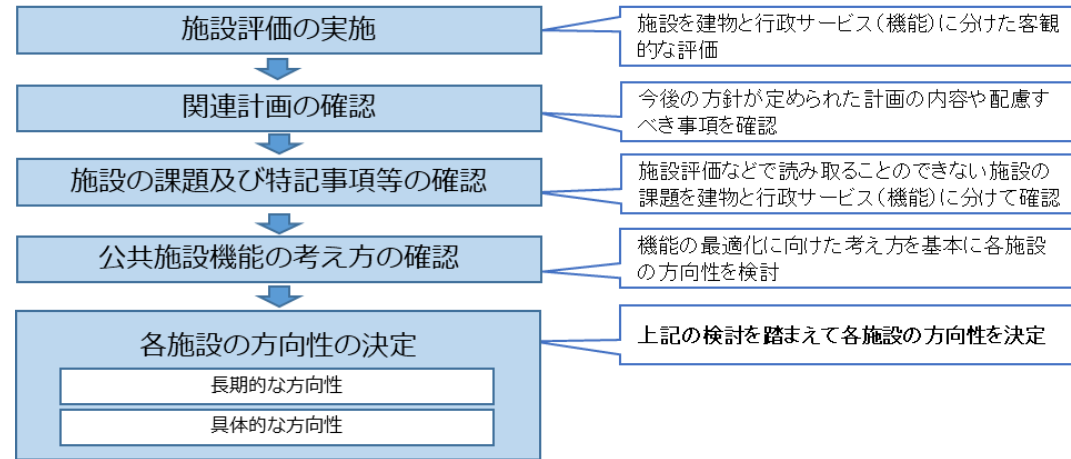 施設評価の実施
施設を建物と行政サービス(機能)に分けた客観
的な評価
関連計画の確認
今後の方針が定められた計画の内容や配慮す
べき事項を確認
施設の課題及び特記事項等の確認
施設評価などで読み取ることのできない施設の
課題を建物と行政サービス(機能)に分けて確認
公共施設機能の考え方の確認
機能の最適化に向けた考え方を基本に各施設
の方向性を検討
各施設の方向性の決定
上記の検討を踏まえて各施設の方向性を決定
長期的な方向性
具体的な方向性